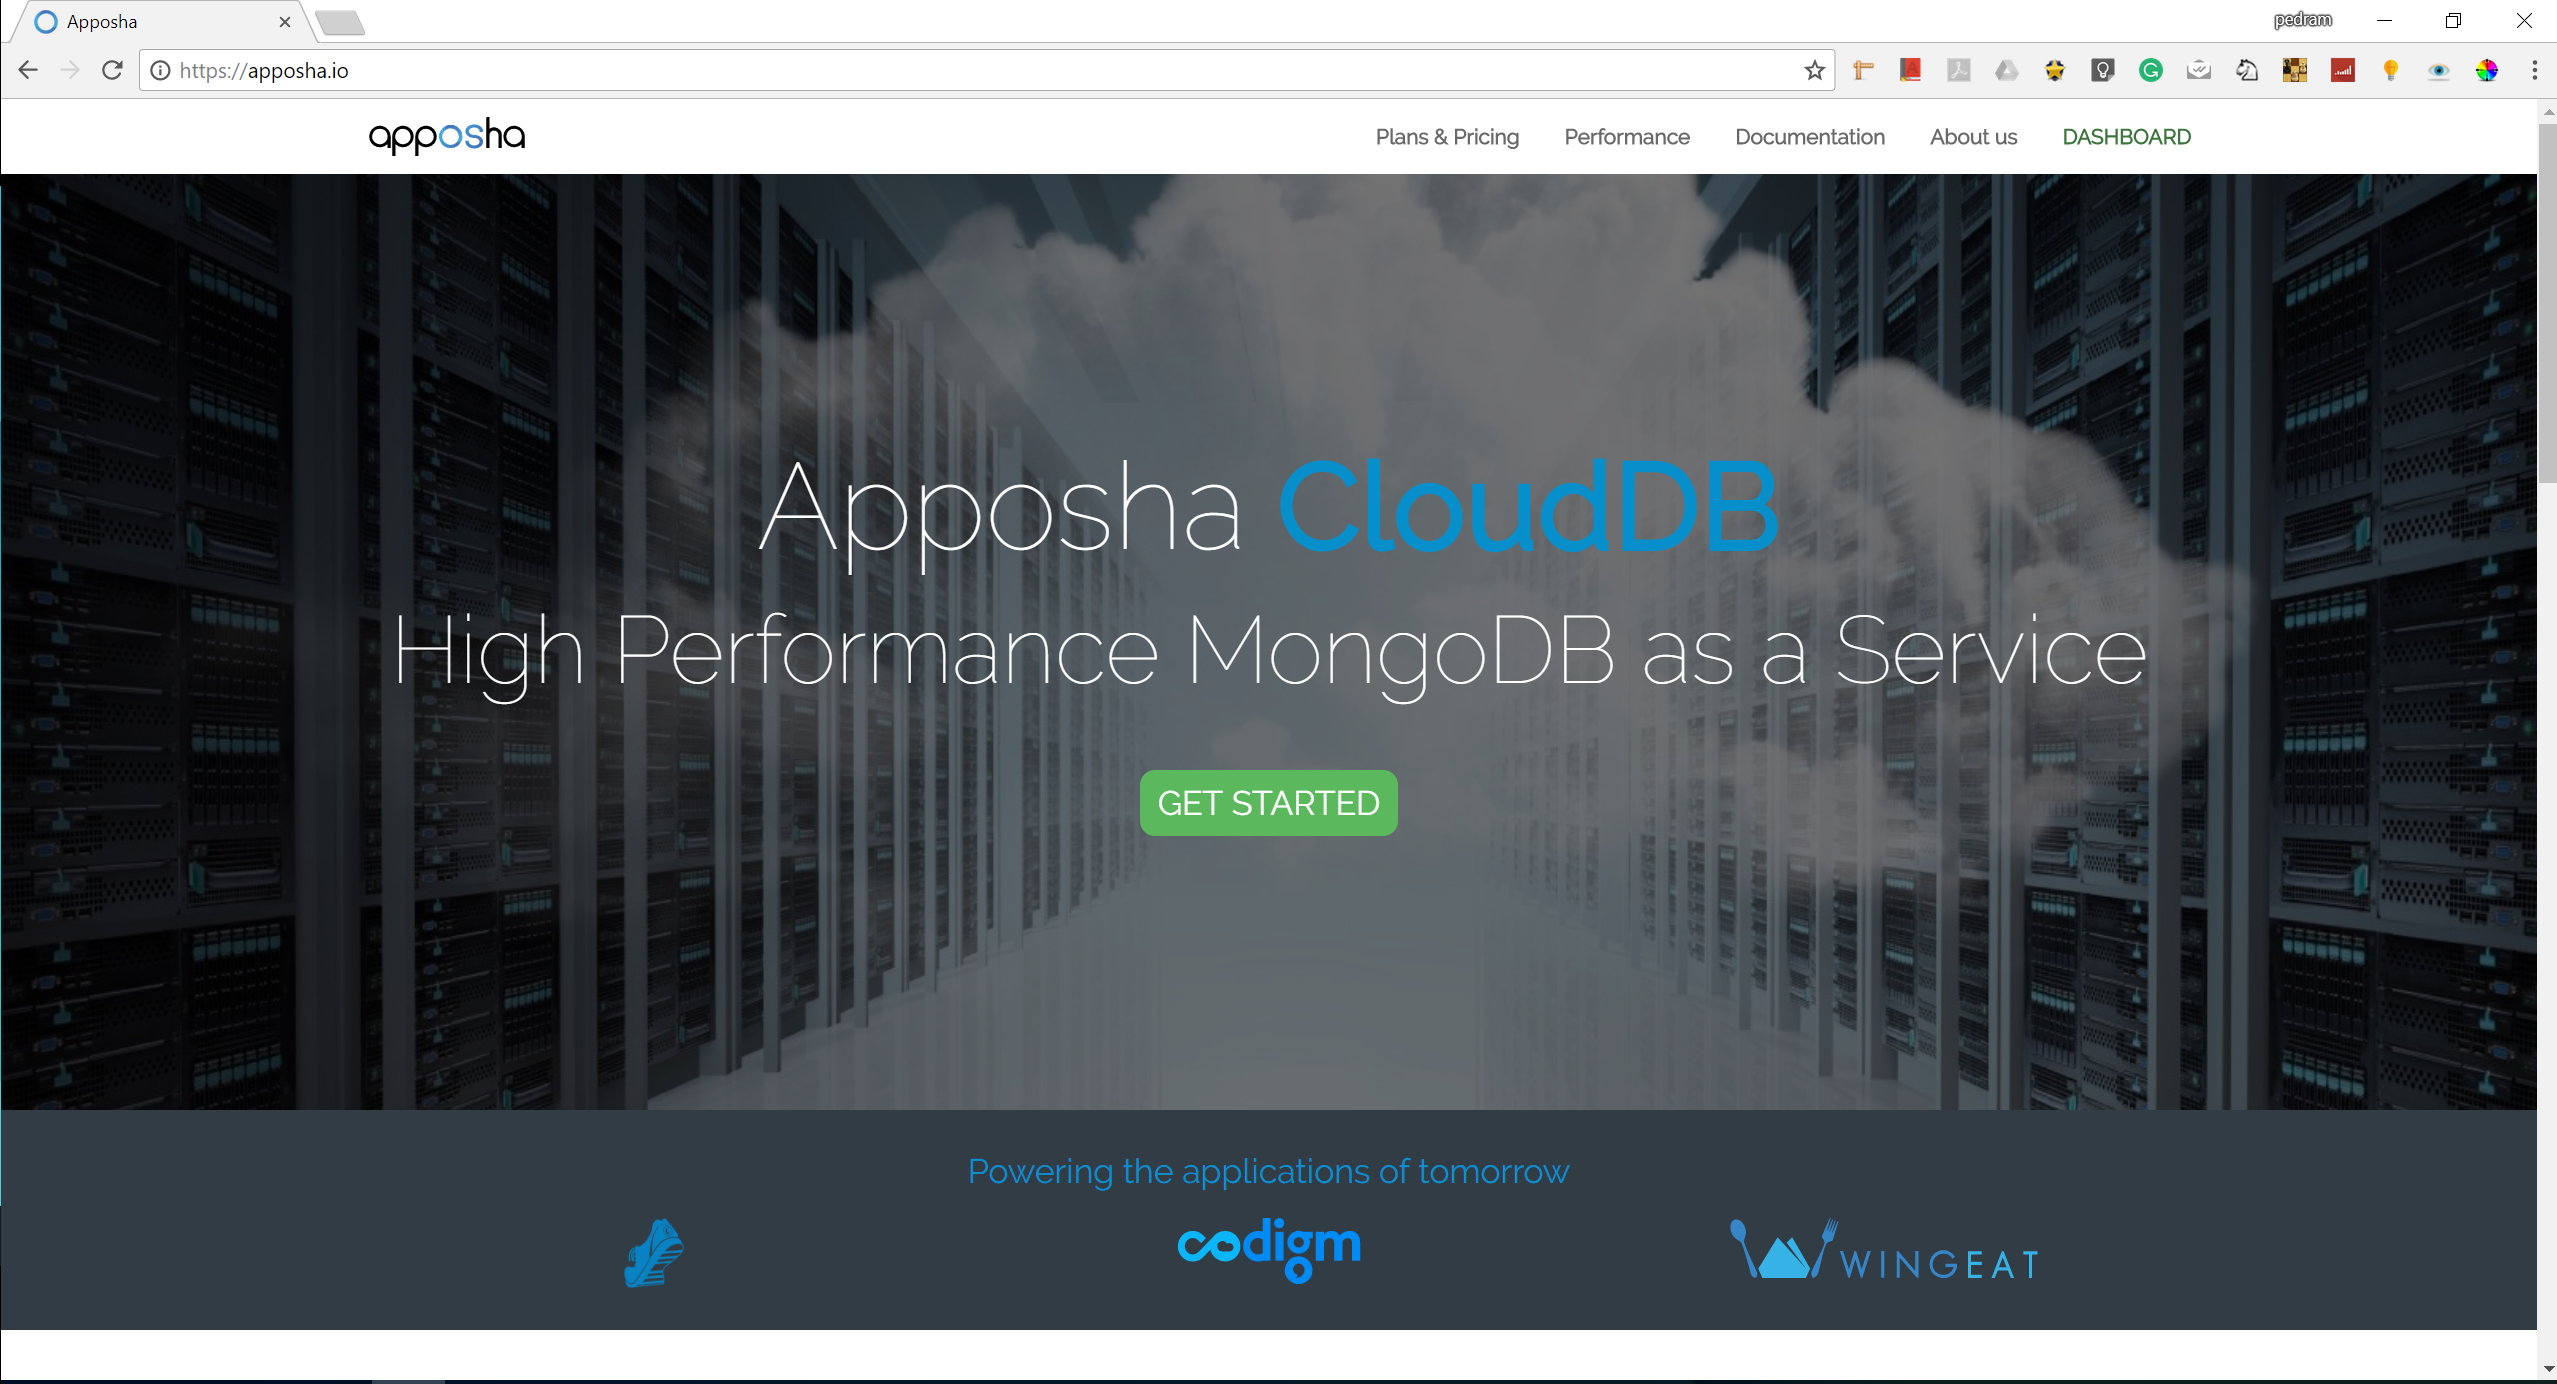 Apposha
pedram
https://apposha.io
apposha
Plans & Pricing
Performance
Documentation
About us
DASHBOARD
Apposha CloudDB
High Performance MongoDB as a Service
GET STARTED
Powering the applications of tomorrow
codigm
WINGEAT